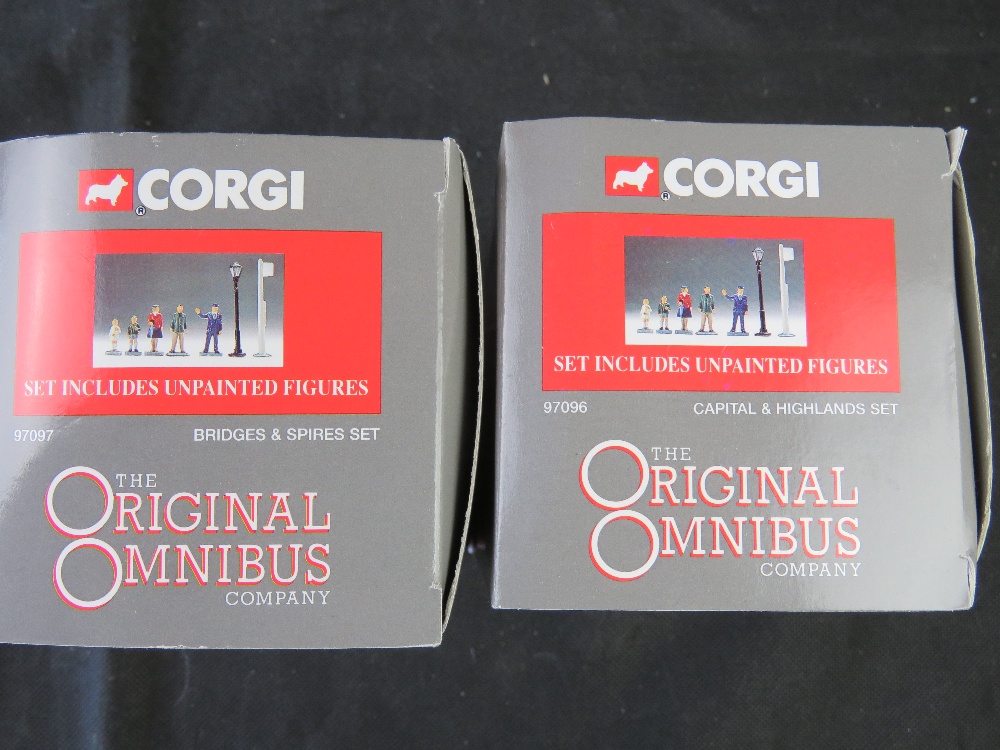 ® CORGI
SET INCLUDES UNPAINTED FIGURES
97097 BRIDGES & SPIRES SET
THE
ORIGINAL
OMNIBUS
COMPANY
® CORGI
SET INCLUDES UNPAINTED FIGURES
97096 CAPITAL & HIGHLANDS SET
THE
ORIGINAL
OMNIBUS
COMPANY